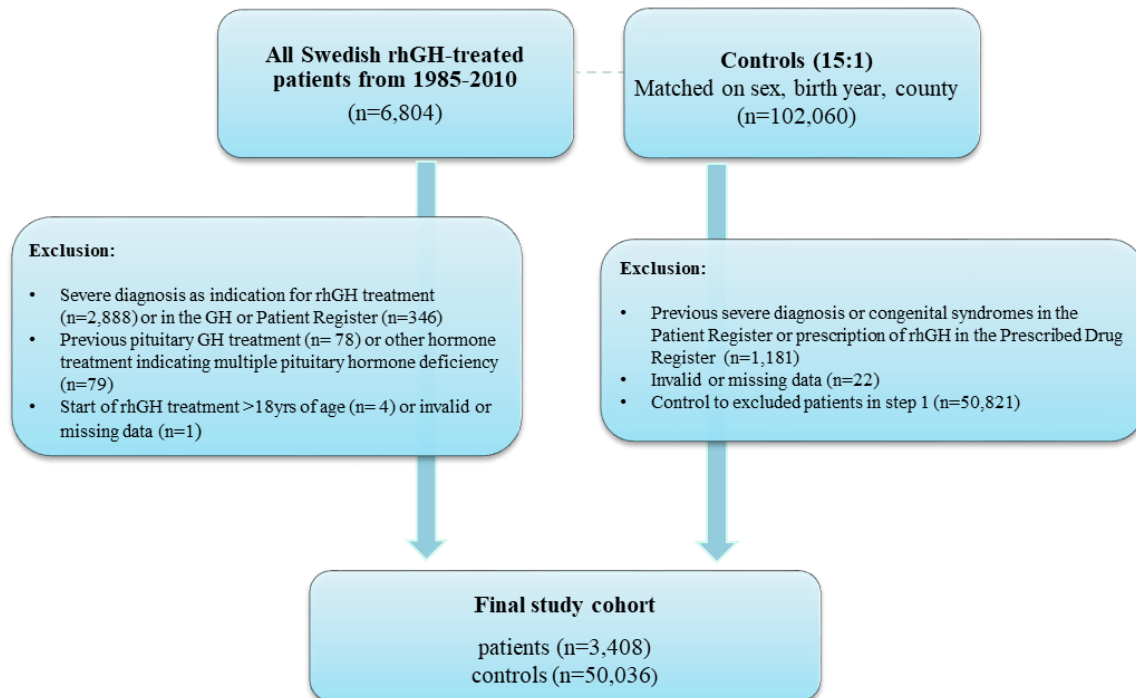 All Swedish rhGH-treated
patients from 1985-2010
(n=6,804)
Controls (15:1)
Matched on sex, birth year, county
(n=102,060)
Exclusion:
• Severe diagnosis as indication for rhGH treatment
(n=2,888) or in the GH or Patient Register (n=346)
• Previous pituitary GH treatment (n= 78) or other hormone
treatment indicating multiple pituitary hormone deficiency
(n=79)
• Start of rhGH treatment >18yrs of age (n= 4) or invalid or
missing data (n=1)
Exclusion:
• Previous severe diagnosis or congenital syndromes in the
Patient Register or prescription of rhGH in the Prescribed Drug
Register (n=1,181)
• Invalid or missing data (n=22)
• Control to excluded patients in step 1 (n=50,821)
Final study cohort
patients (n=3,408)
controls (n=50,036)